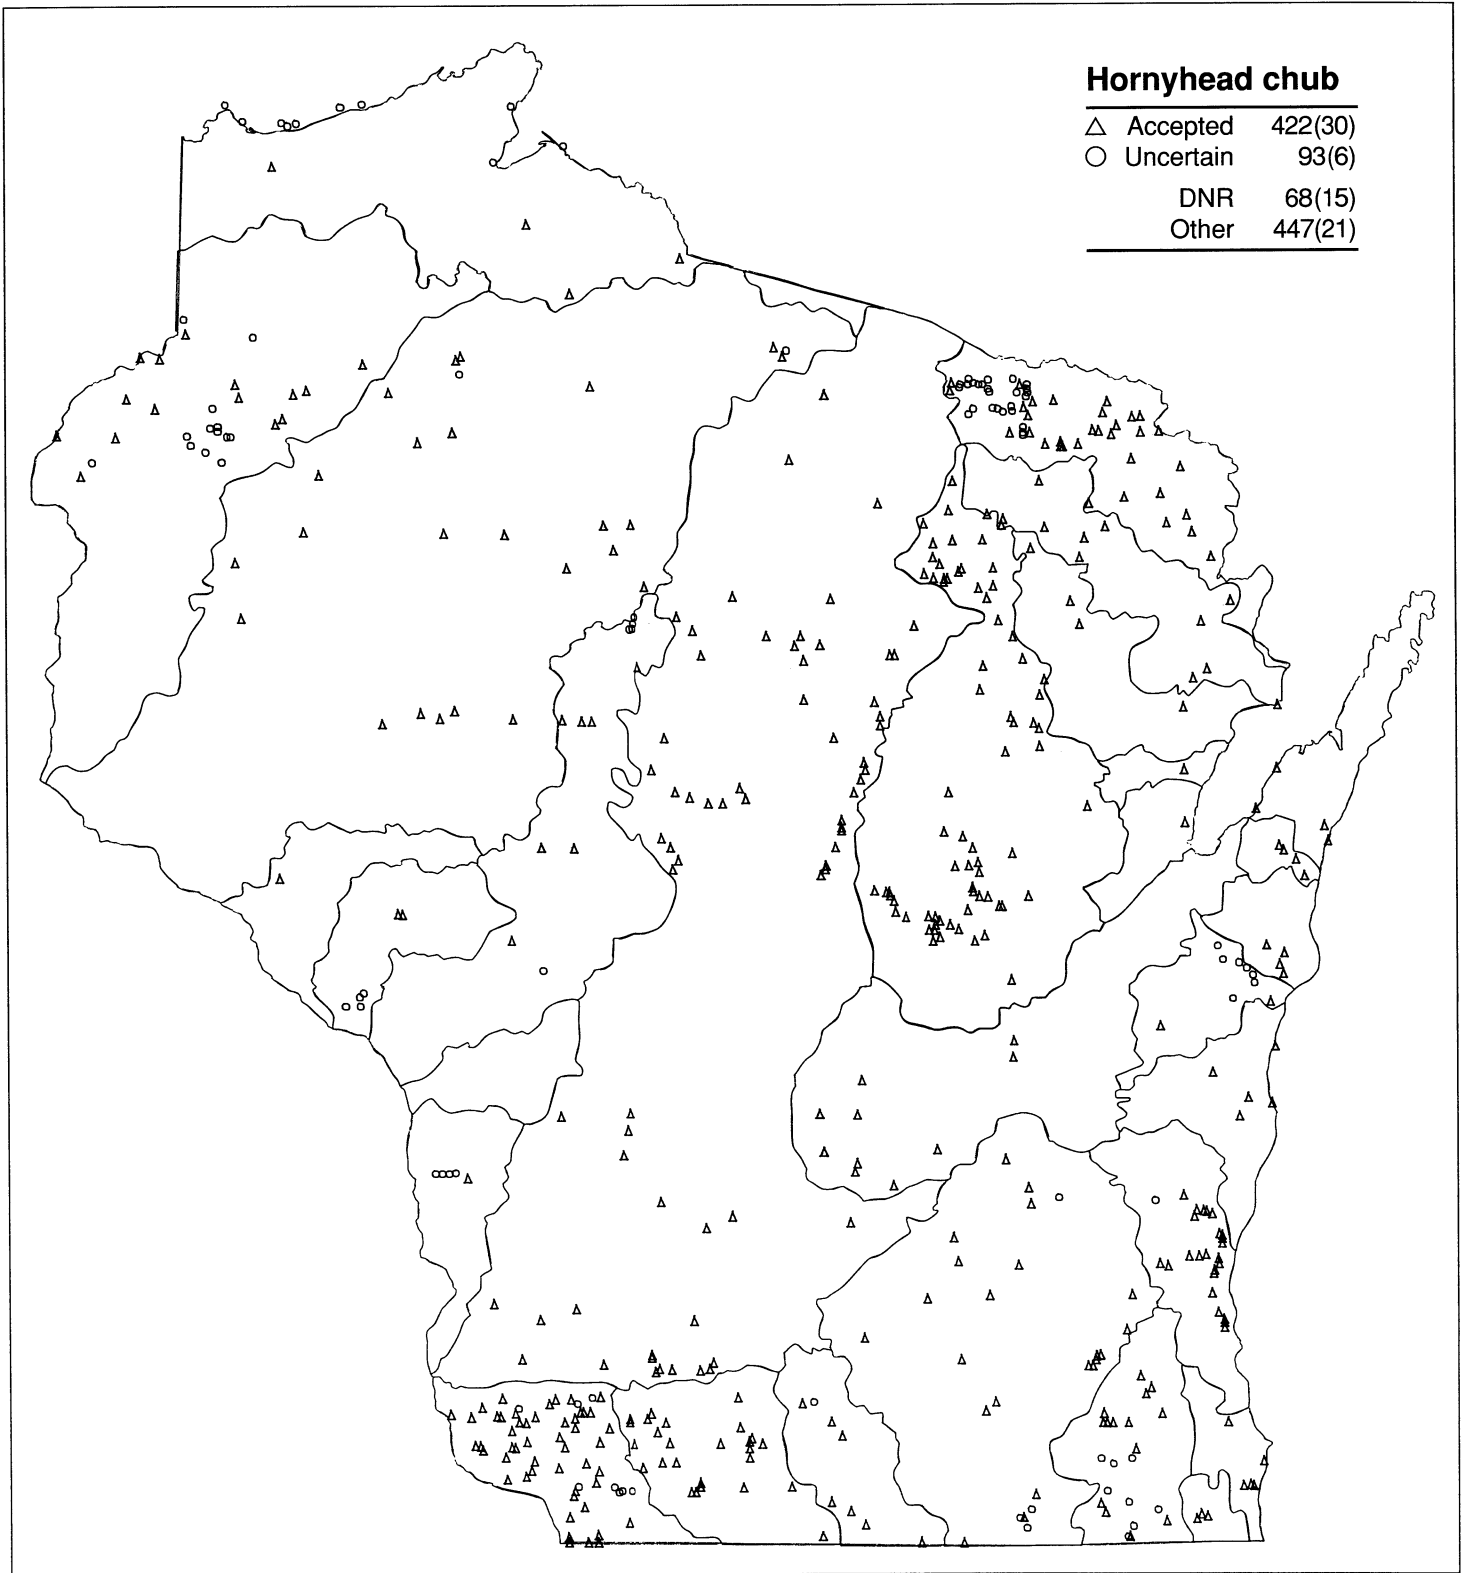 Hornyhead chub
△ Accepted 422(30)
○ Uncertain 93(6)
DNR 68(15)
Other 447(21)